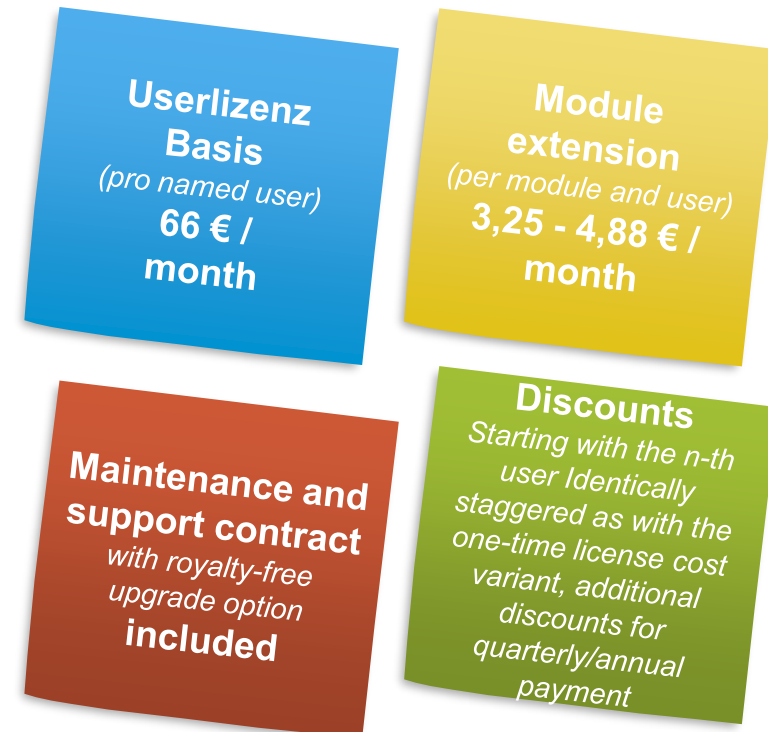 Userlizenz
Basis
(pro named user)
66 € /
month
Module
extension
(per module and user)
3,25 - 4,88 € /
month
Maintenance and
support contract
with royalty-free
upgrade option
included
Discounts
Starting with the n-th
user Identically
staggered as with the
one-time license cost
variant, additional
discounts for
quarterly/annual
payment